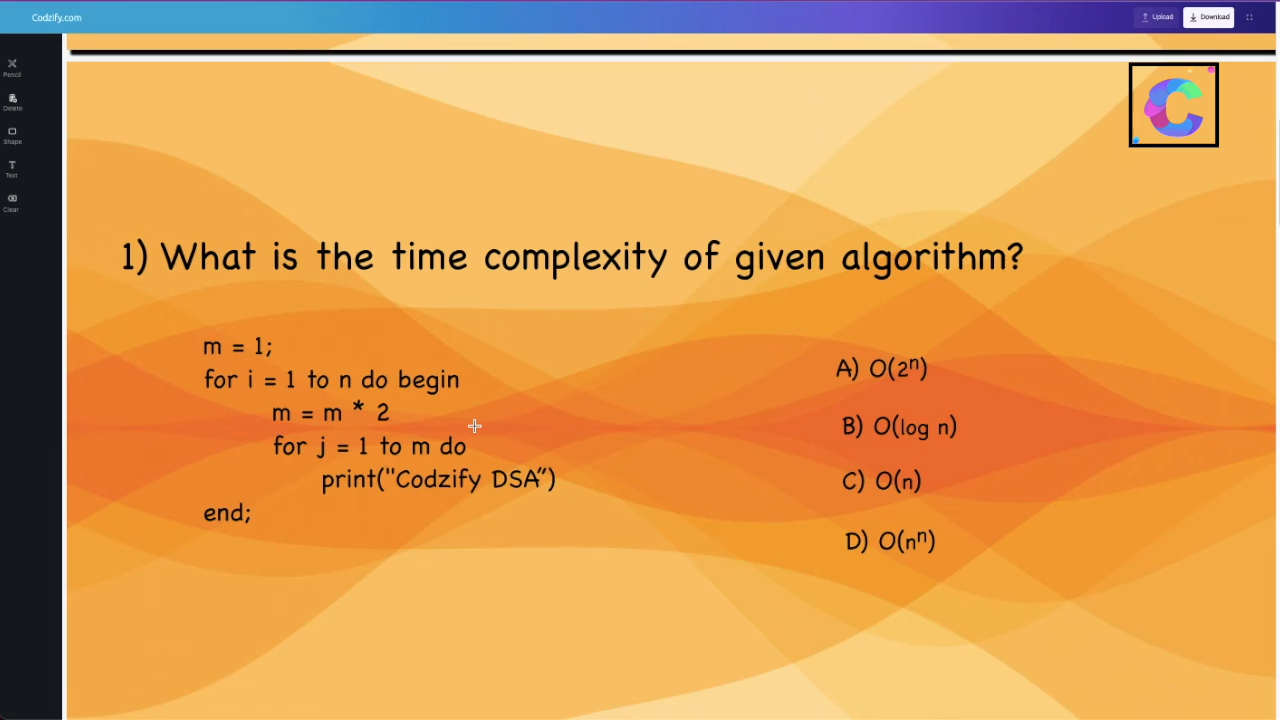 Codzify.com
Upload
Download
Pencil
Delete
Shape
Text
Clear
1) What is the time complexity of given algorithm?
m = 1;
for i = 1 to n do begin
m = m * 2
for j = 1 to m do
print("Codzify DSA”)
end;
A) O(2ⁿ)
B) O(log n)
C) O(n)
D) O(nⁿ)